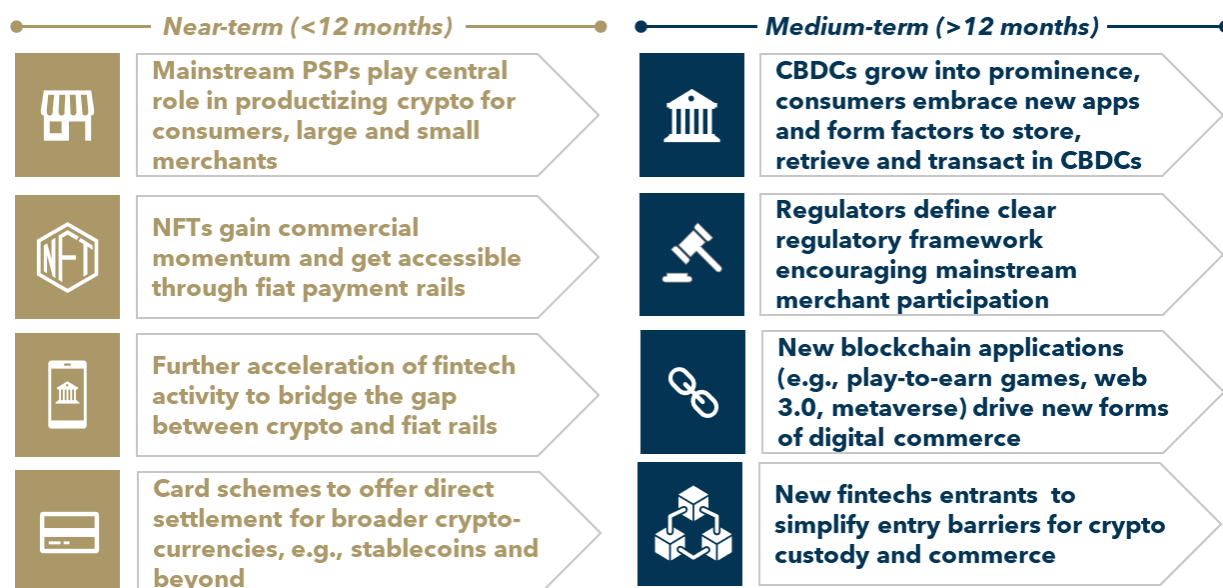 Near-term (<12 months)
Mainstream PSPs play central
role in productizing crypto for
consumers, large and small
merchants
NFT
NFTs gain commercial
momentum and get accessible
through fiat payment rails
Further acceleration of fintech
activity to bridge the gap
between crypto and fiat rails
Card schemes to offer direct
settlement for broader crypto-
currencies, e.g., stablecoins and
beyond
Medium-term (>12 months)
CBDCs grow into prominence,
consumers embrace new apps
and form factors to store,
retrieve and transact in CBDCs
Regulators define clear
regulatory framework
encouraging mainstream
merchant participation
New blockchain applications
(e.g., play-to-earn games, web
3.0, metaverse) drive new forms
of digital commerce
New fintechs entrants to
simplify entry barriers for crypto
custody and commerce